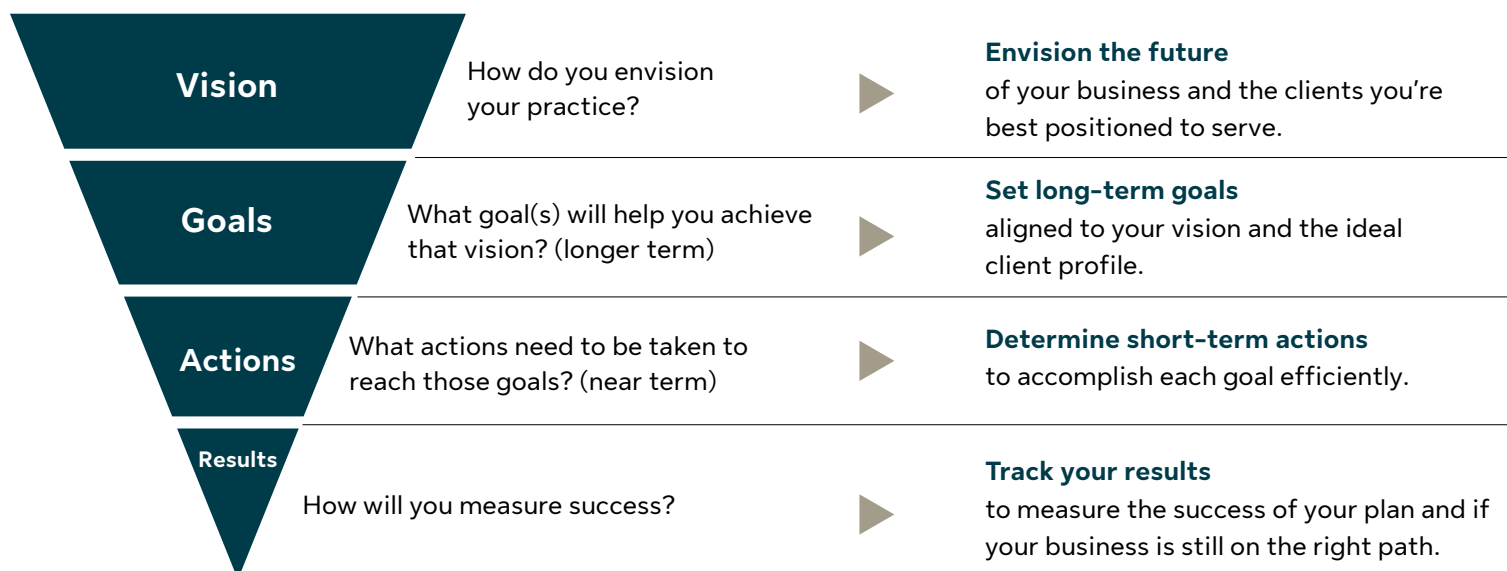 Vision
How do you envision
your practice?
Envision the future
of your business and the clients you're
best positioned to serve.
Goals
What goal(s) will help you achieve
that vision? (longer term)
Set long-term goals
aligned to your vision and the ideal
client profile.
Actions
What actions need to be taken to
reach those goals? (near term)
Determine short-term actions
to accomplish each goal efficiently.
Results
How will you measure success?
Track your results
to measure the success of your plan and if
your business is still on the right path.